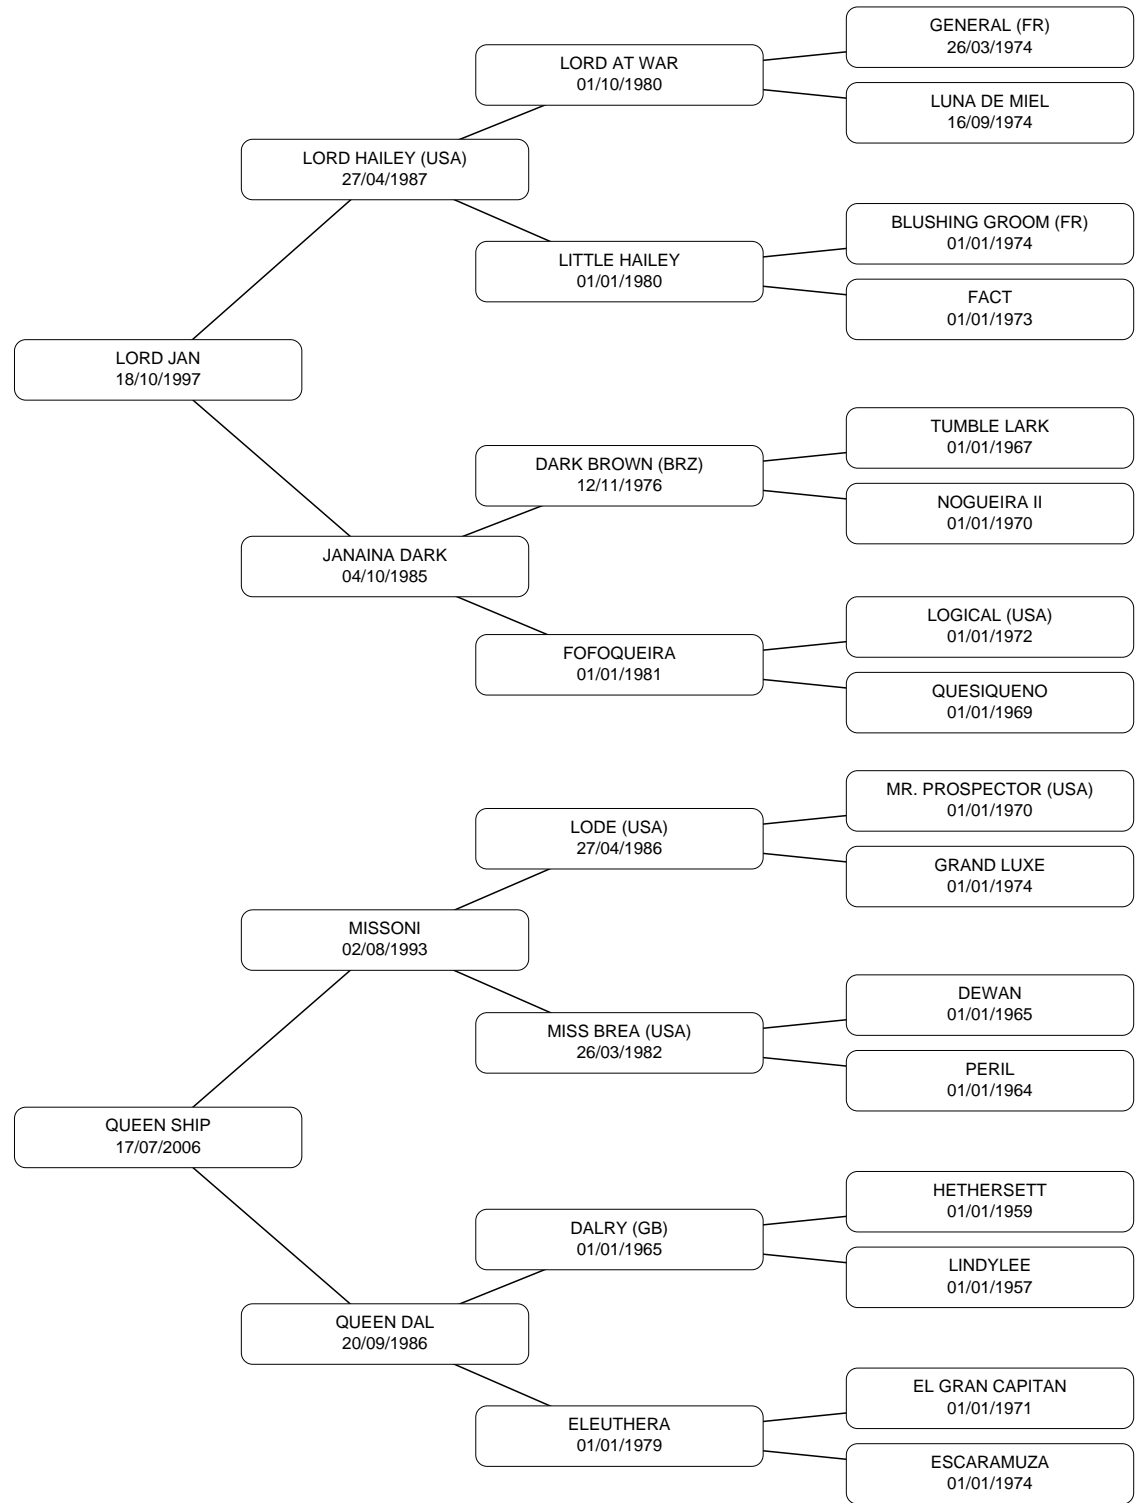 GENERAL (FR)
26/03/1974
LORD AT WAR
01/10/1980
LUNA DE MIEL
16/09/1974
LORD HAILEY (USA)
27/04/1987
BLUSHING GROOM (FR)
01/01/1974
LITTLE HAILEY
01/01/1980
FACT
01/01/1973
LORD JAN
18/10/1997
TUMBLE LARK
01/01/1967
DARK BROWN (BRZ)
12/11/1976
NOGUEIRA II
01/01/1970
JANAINA DARK
04/10/1985
LOGICAL (USA)
01/01/1972
FOFOQUEIRA
01/01/1981
QUESIQUENO
01/01/1969
MR. PROSPECTOR (USA)
01/01/1970
LODE (USA)
27/04/1986
GRAND LUXE
01/01/1974
MISSONI
02/08/1993
DEWAN
01/01/1965
MISS BREA (USA)
26/03/1982
PERIL
01/01/1964
QUEEN SHIP
17/07/2006
HETHERSETT
01/01/1959
DALRY (GB)
01/01/1965
LINDYLEE
01/01/1957
QUEEN DAL
20/09/1986
EL GRAN CAPITAN
01/01/1971
ELEUTHERA
01/01/1979
ESCARAMUZA
01/01/1974